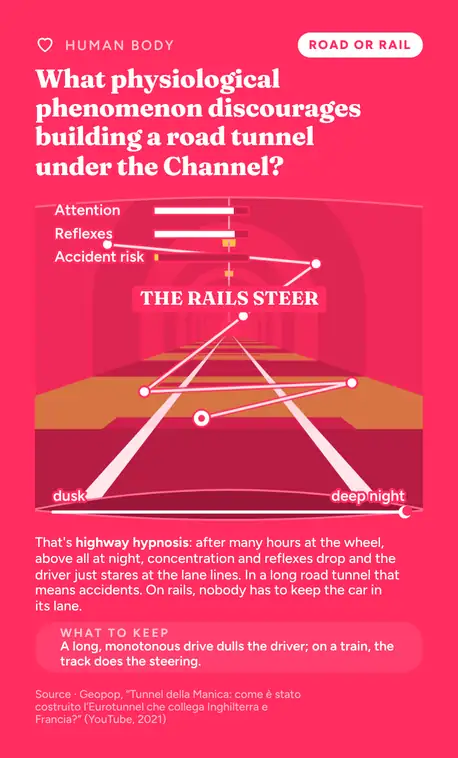 HUMAN BODY
ROAD OR RAIL
What physiological
phenomenon discourages
building a road tunnel
under the Channel?
Attention
Reflexes
Accident risk
THE RAILS STEER
dusk
deep night
That's highway hypnosis: after many hours at the wheel,
above all at night, concentration and reflexes drop and the
driver just stares at the lane lines. In a long road tunnel that
means accidents. On rails, nobody has to keep the car in
its lane.
WHAT TO KEEP
A long, monotonous drive dulls the driver; on a train, the
track does the steering.
Source · Geopop, "Tunnel della Manica: come è stato
costruito l'Eurotunnel che collega Inghilterra e
Francia?" (YouTube, 2021)